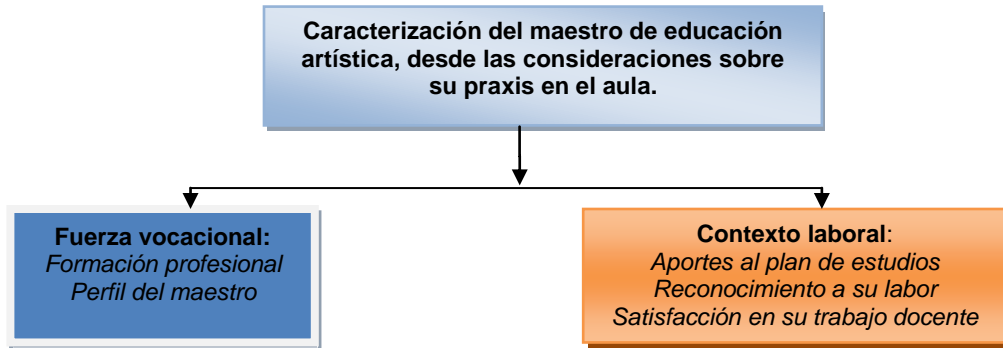 Caracterización del maestro de educación
artística, desde las consideraciones sobre
su praxis en el aula.
Fuerza vocacional:
Formación profesional
Perfil del maestro
Contexto laboral:
Aportes al plan de estudios
Reconocimiento a su labor
Satisfacción en su trabajo docente